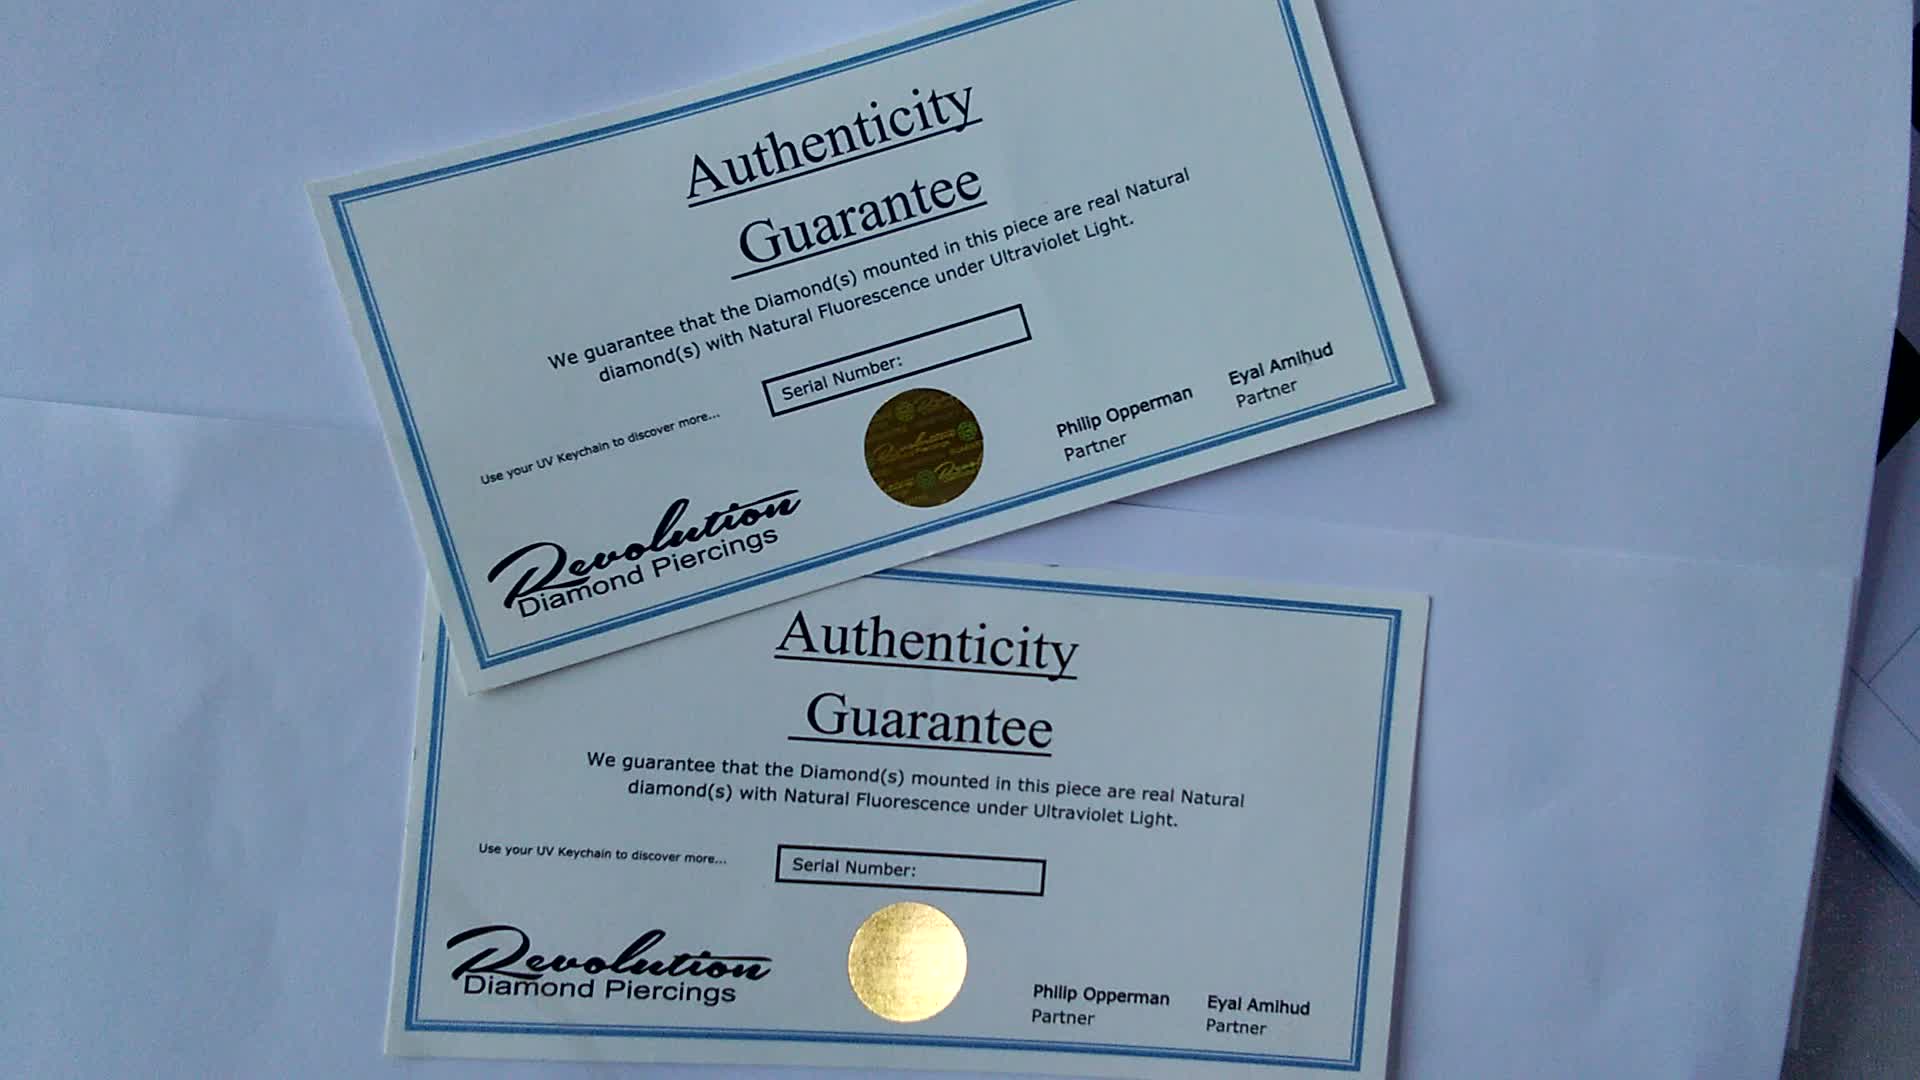 Authenticity
Guarantee
We guarantee that the Diamond(s) mounted in this piece are real Natural
diamond(s) with Natural Fluorescence under Ultraviolet Light.
Serial Number:
Use your UV Keychain to discover more...
Revolution
Diamond Piercings
Revolution
Philip Opperman
Partner
Eyal Amihud
Partner
Authenticity
Guarantee
We guarantee that the Diamond(s) mounted in this piece are real Natural
diamond(s) with Natural Fluorescence under Ultraviolet Light.
Use your UV Keychain to discover more...
Serial Number:
Revolution
Diamond Piercings
Philip Opperman
Partner
Eyal Amihud
Partner